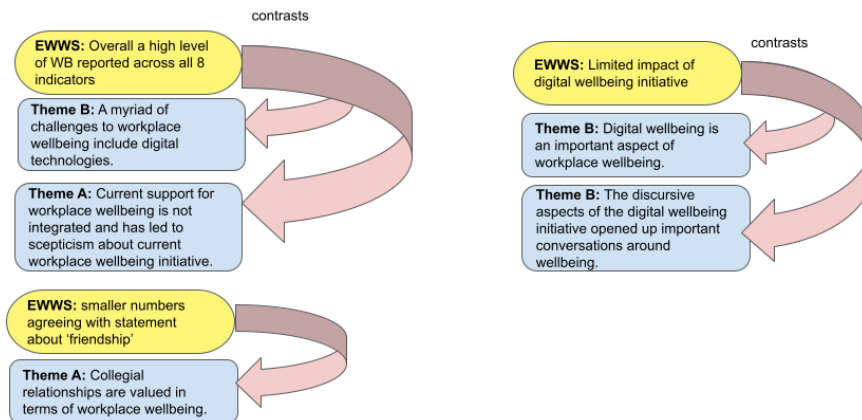 contrasts
EWWS: Overall a high level
of WB reported across all 8
indicators
Theme B: A myriad of
challenges to workplace
wellbeing include digital
technologies.
Theme A: Current support for
workplace wellbeing is not
integrated and has led to
scepticism about current
workplace wellbeing initiative.
EWWS: smaller numbers
agreeing with statement
about ‘friendship’
Theme A: Collegial
relationships are valued in
terms of workplace wellbeing.
contrasts
EWWS: Limited impact of
digital wellbeing initiative
Theme B: Digital wellbeing is
an important aspect of
workplace wellbeing.
Theme B: The discursive
aspects of the digital wellbeing
initiative opened up important
conversations around
wellbeing.